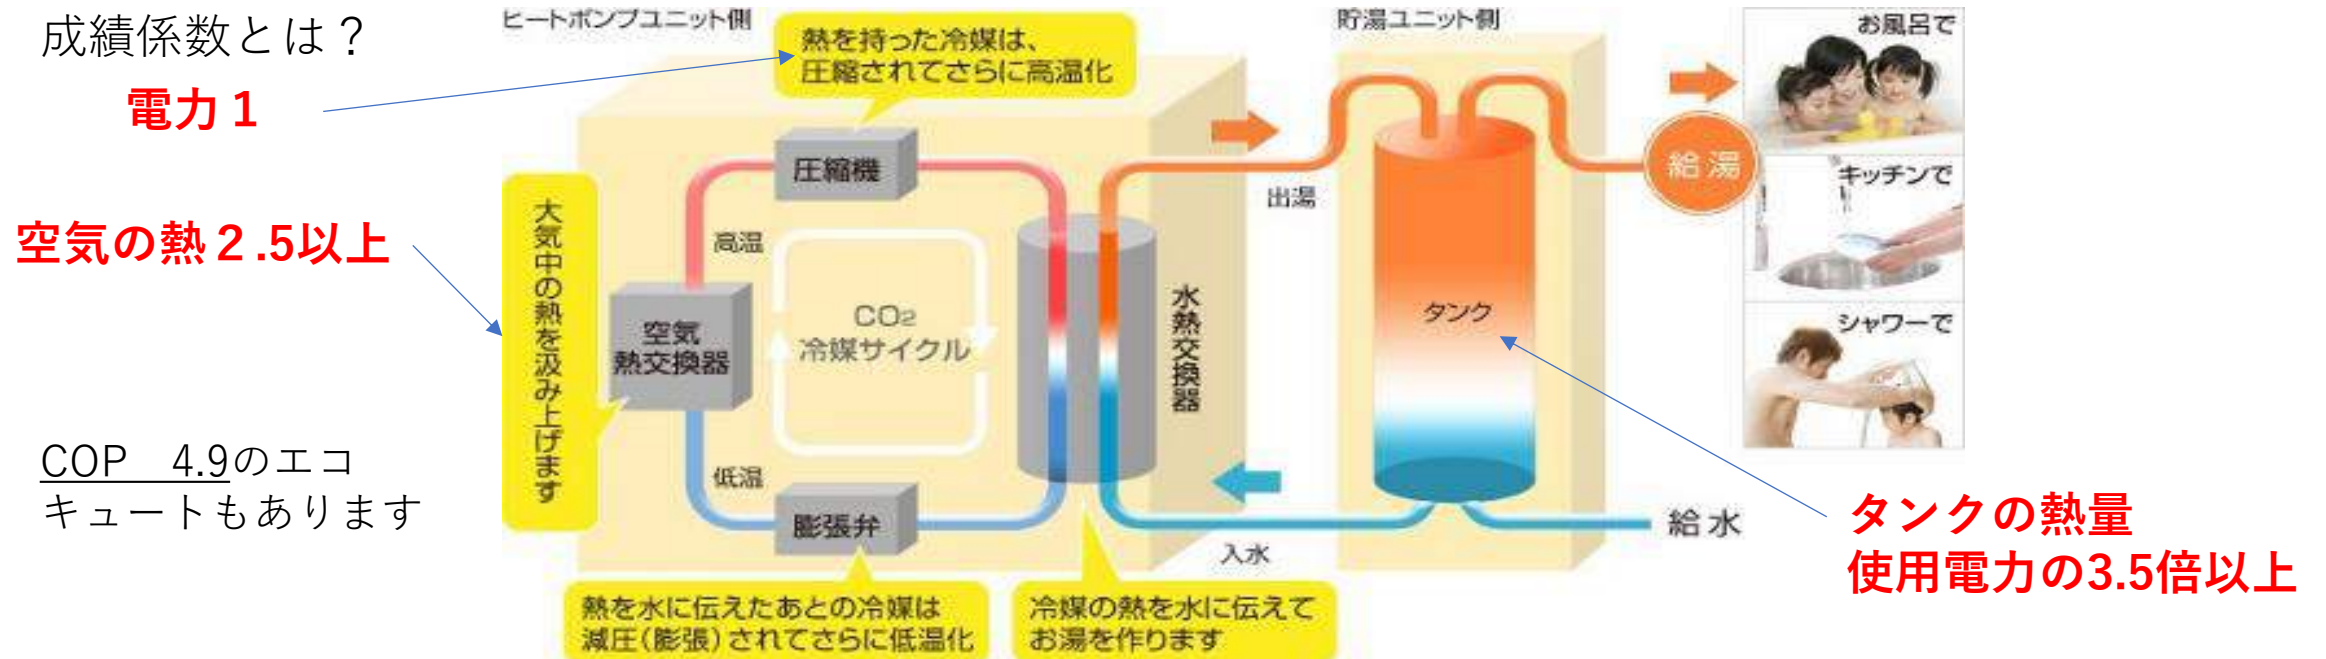 成績係数とは？
電力１
空気の熱２.5以上
COP　4.9のエコ
キュートもあります
ヒートポンプユニット側
貯湯ユニット側
熱を持った冷媒は、
圧縮されてさらに高温化
圧縮機
大気中の熱を汲み上げます
高温
空気
熱交換器
CO2
冷媒サイクル
水熱交換器
低温
膨張弁
熱を水に伝えたあとの冷媒は
減圧(膨張)されてさらに低温化
冷媒の熱を水に伝えて
お湯を作ります
出湯
入水
タンク
給湯
給水
お風呂で
キッチンで
シャワーで
タンクの熱量
使用電力の3.5倍以上